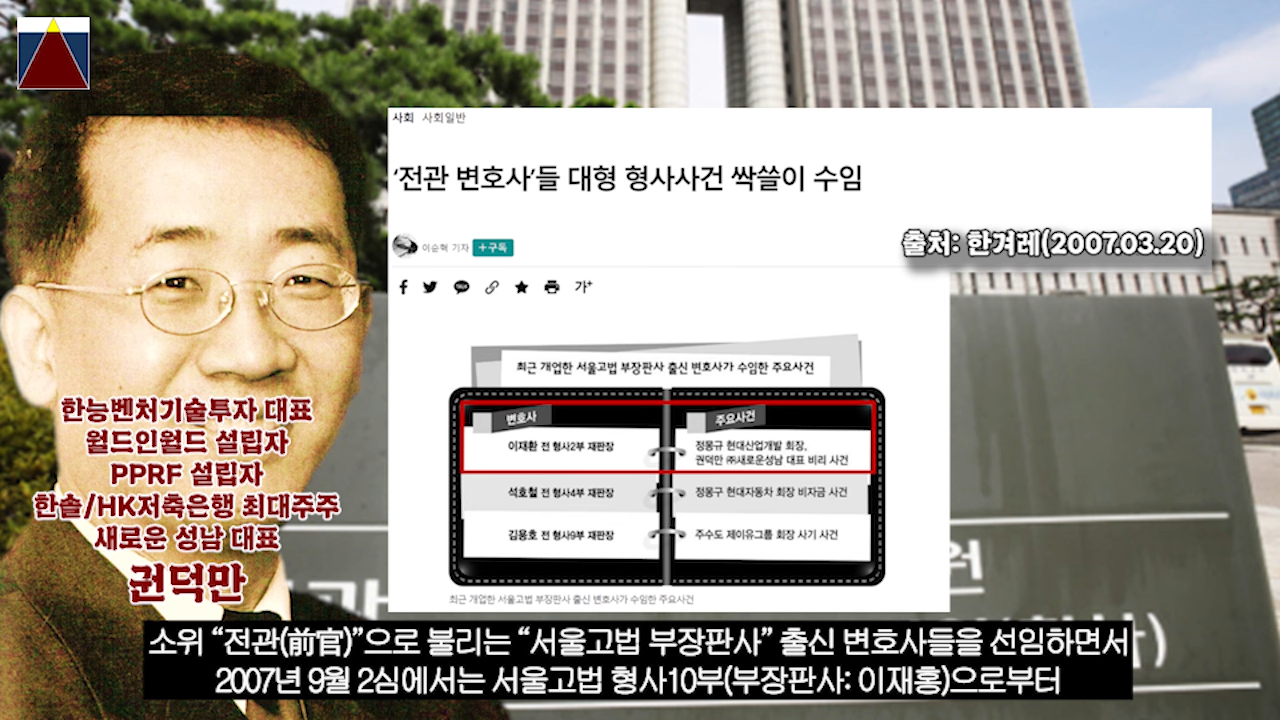 사회 사회일반
‘전관 변호사’들 대형 형사사건 싹쓸이 수임
이순혁 기자 +구독
출처: 한겨레(2007.03.20)
가+
최근 개업한 서울고법 부장판사 출신 변호사가 수임한 주요사건
변호사 주요사건
이재환 전 형사2부 재판장 정몽규 현대산업개발 회장,
권덕만 ㈜새로운성남 대표 비리 사건
석호철 전 형사4부 재판장 정몽구 현대자동차 회장 비자금 사건
김용호 전 형사9부 재판장 주수도 제이유그룹 회장 사기 사건
최근 개업한 서울고법 부장판사 출신 변호사가 수임한 주요사건
한능벤처기술투자 대표
월드인월드 설립자
PPRF 설립자
한솔/HK저축은행 최대주주
새로운 성남 대표
권덕만
원
소위 “전관(前官)”으로 불리는 “서울고법 부장판사” 출신 변호사들을 선임하면서
2007년 9월 2심에서는 서울고법 형사10부(부장판사: 이재홍)으로부터